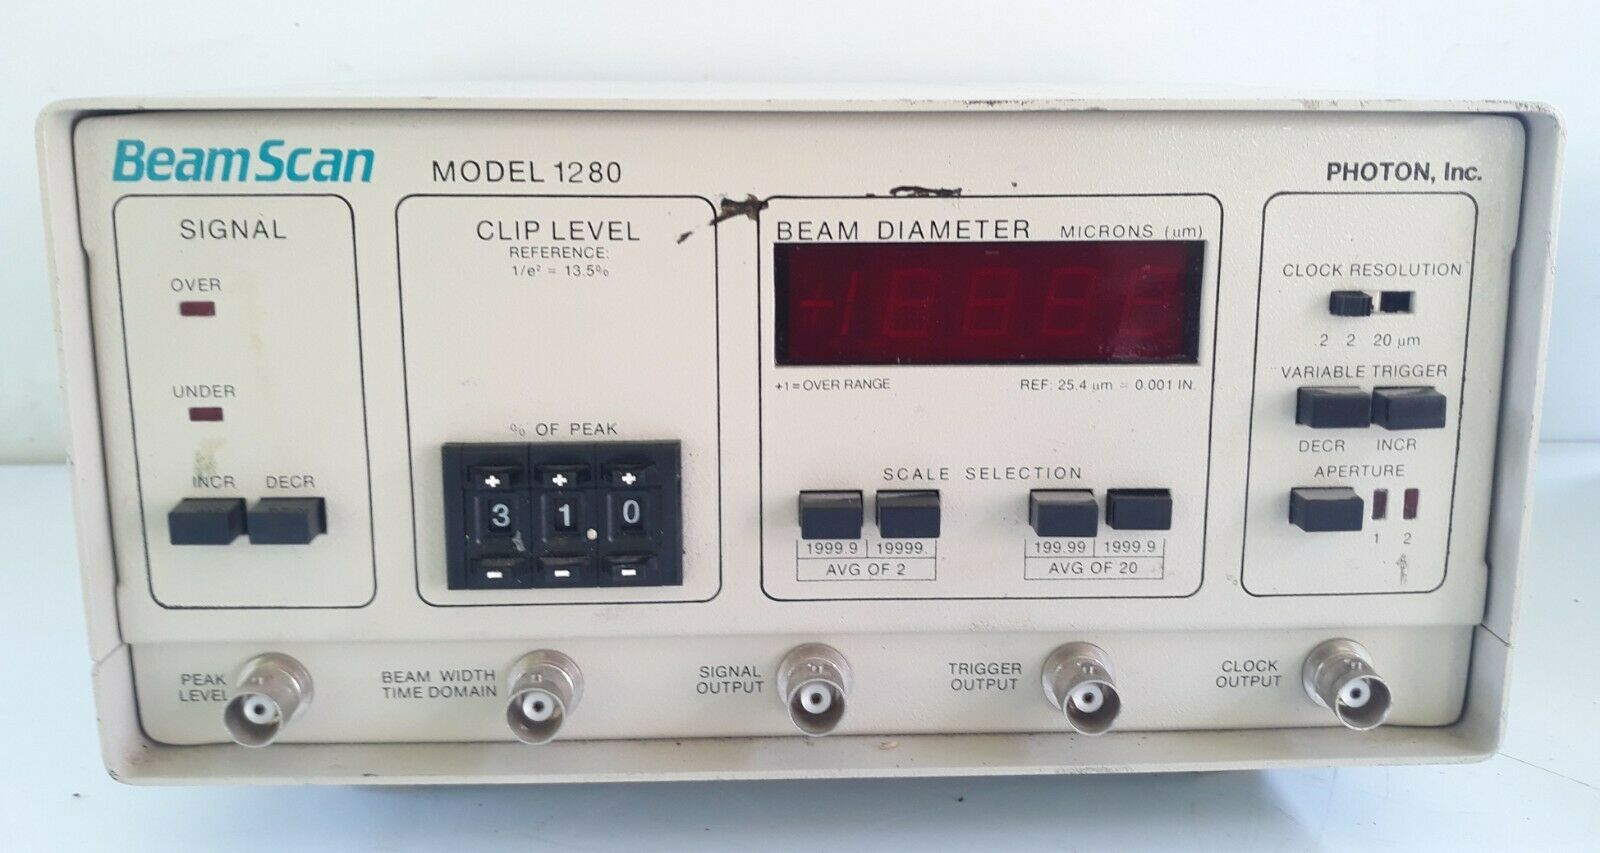 BeamScan
MODEL 1280
PHOTON, Inc.
SIGNAL
OVER
UNDER
INCR DECR
CLIP LEVEL
REFERENCE:
1/e² = 13.5%
% OF PEAK
+ + +
3 1.0
- - -
BEAM DIAMETER MICRONS (µm)
+1=OVER RANGE REF: 25.4 µm = 0.001 IN.
SCALE SELECTION
1999.9 19999. 199.99 1999.9
AVG OF 2 AVG OF 20
CLOCK RESOLUTION
.2 2 20 µm
VARIABLE TRIGGER
DECR INCR
APERTURE
1 2
PEAK
LEVEL
BEAM WIDTH
TIME DOMAIN
SIGNAL
OUTPUT
TRIGGER
OUTPUT
CLOCK
OUTPUT